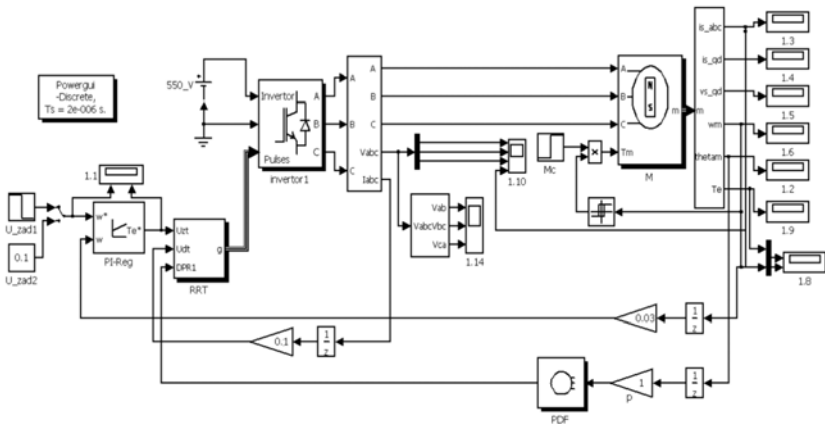 Powergui
-Discrete,
Ts = 2e-006 s.
550_V
Invertor
Pulses
A
B
C
invertor1
A
B
C
A
B
C
Vabc
Iabc
A
B
C
Tm
N
S
m
M
m
is_abc
is_qd
vs_qd
wm
thetam
Te
1.3
1.4
1.5
1.6
1.2
1.9
1.8
1.10
Mc
x
Vabc
Vab
Vbc
Vca
1.14
1.1
U_zad1
0.1
U_zad2
w*
w
Te*
PI-Reg
Uzt
Udt
DPR1
g
RRT
0.03
1
z
0.1
1
z
PDF
1
p
1
z